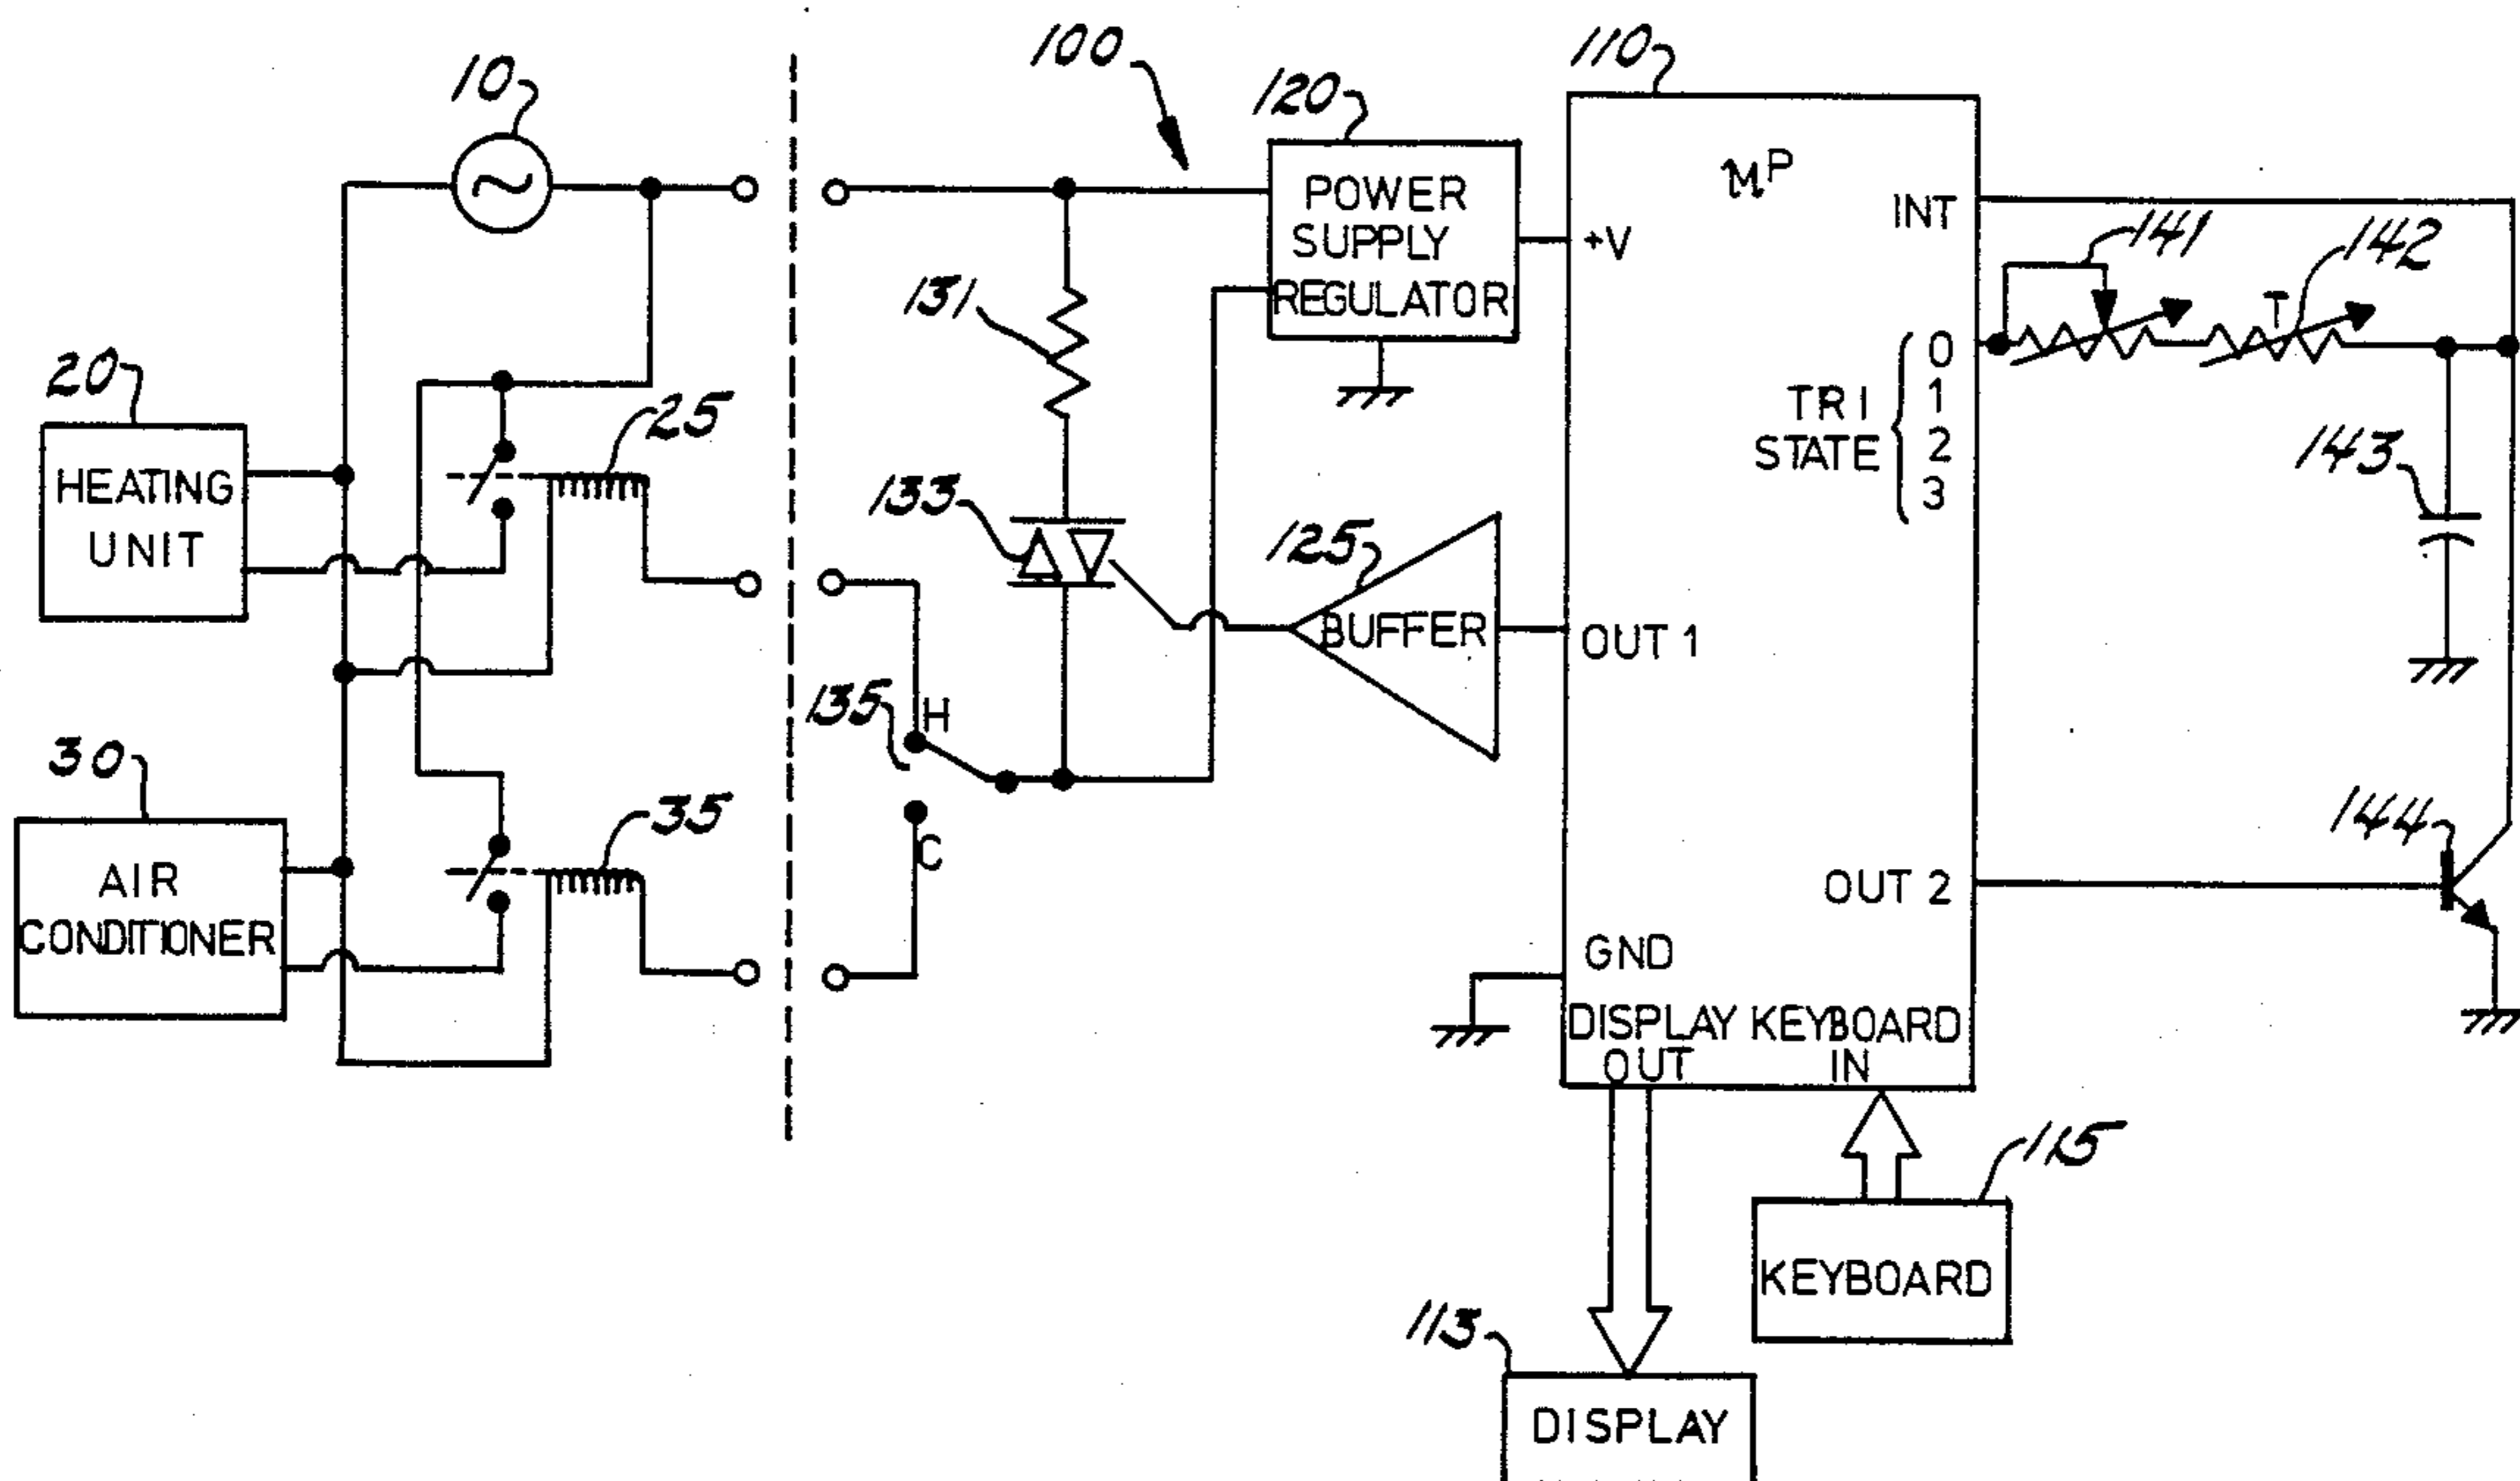 100
110
10
120
μP
POWER
SUPPLY
REGULATOR
+V
INT
141
142
131
T
0
1
2
3
TRI
STATE
143
20
25
HEATING
UNIT
133
125
BUFFER
OUT 1
135
H
C
30
35
AIR
CONDITIONER
144
OUT 2
GND
DISPLAY
OUT
KEYBOARD
IN
115
KEYBOARD
113
DISPLAY